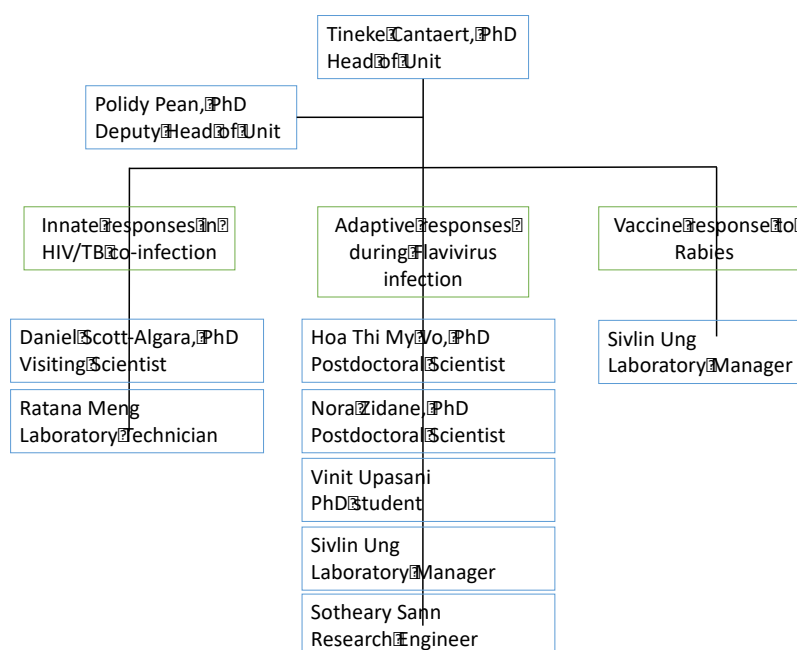 Tineke Cantaert, PhD
Head of Unit
Polidy Pean, PhD
Deputy Head of Unit
Innate responses in
HIV/TB co-infection
Adaptive responses
during Flavivirus
infection
Vaccine response to
Rabies
Daniel Scott-Algara, PhD
Visiting Scientist
Ratana Meng
Laboratory Technician
Hoa Thi My Vo, PhD
Postdoctoral Scientist
Nora Zidane, PhD
Postdoctoral Scientist
Vinit Upasani
PhD student
Sivlin Ung
Laboratory Manager
Sotheary Sann
Research Engineer
Sivlin Ung
Laboratory Manager